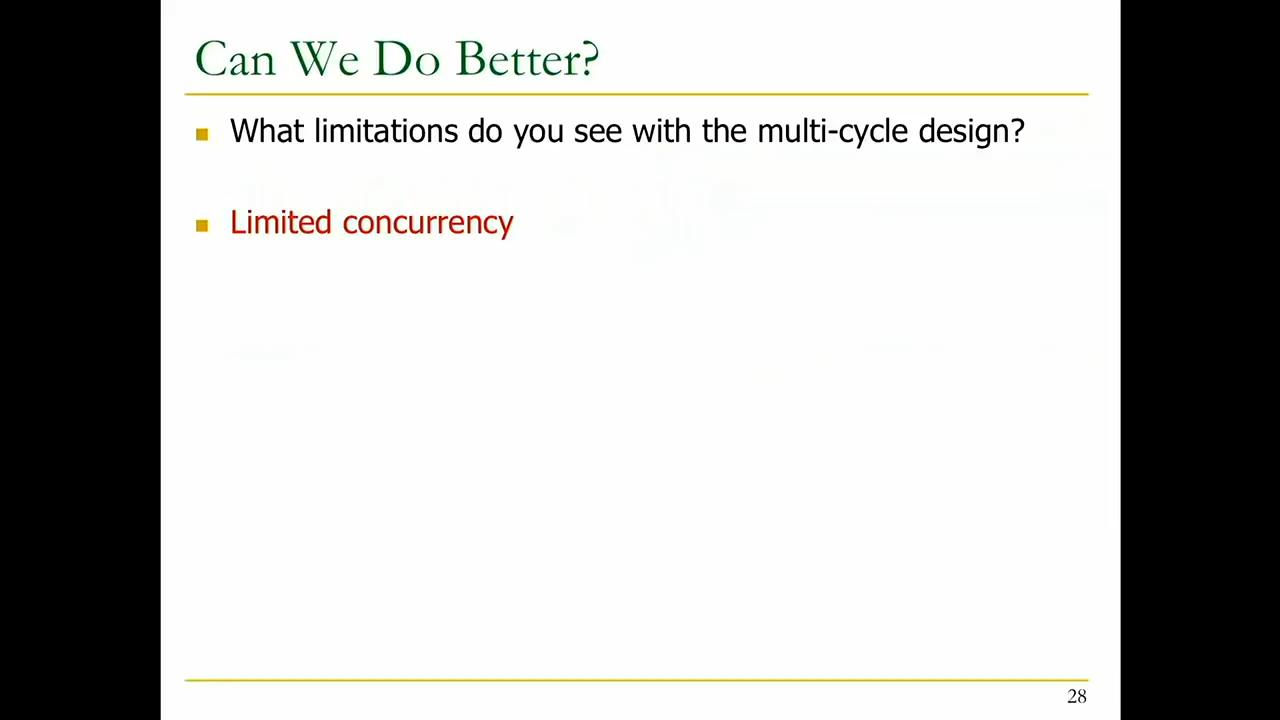 Can We Do Better?
What limitations do you see with the multi-cycle design?
Limited concurrency
28